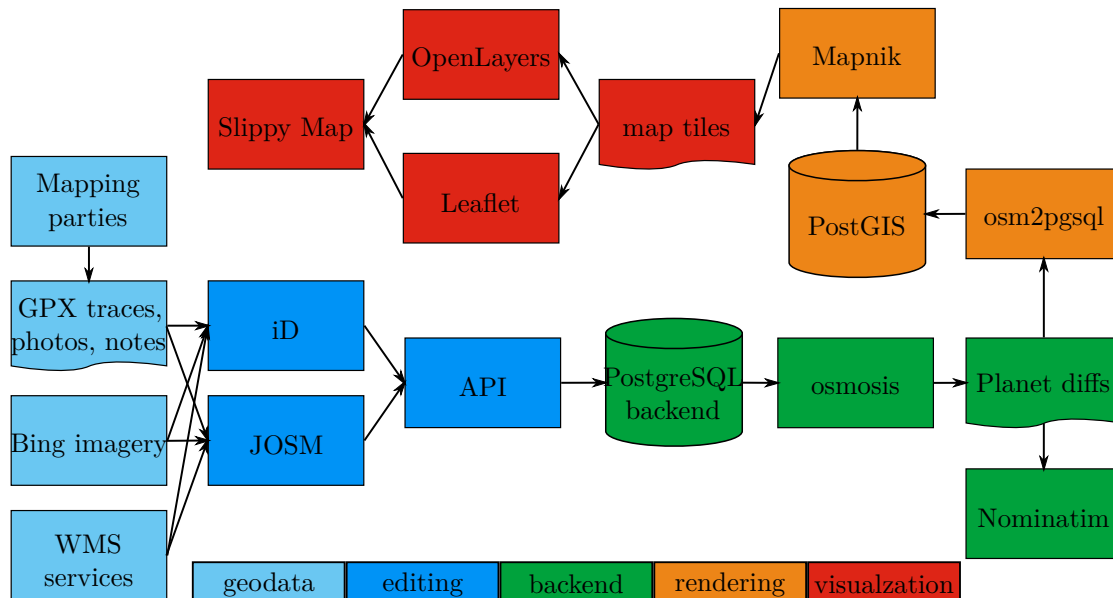 OpenLayers
Mapnik
Slippy Map
map tiles
Leaflet
Mapping
parties
PostGIS
osm2pgsql
GPX traces,
photos, notes
iD
API
PostgreSQL
backend
osmosis
Planet diffs
Bing imagery
JOSM
Nominatim
WMS
services
geodata
editing
backend
rendering
visualzation